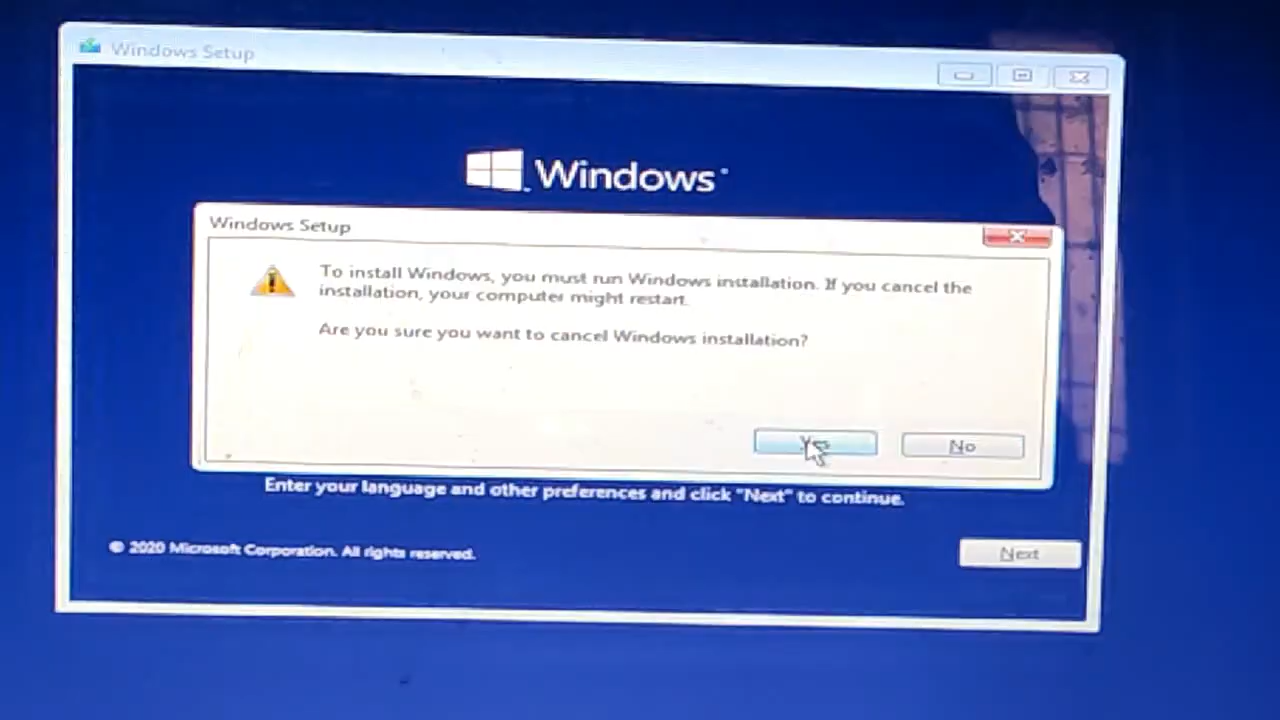 Windows Setup
Windows
Windows Setup
To install Windows, you must run Windows installation. If you cancel the
installation, your computer might restart.
Are you sure you want to cancel Windows installation?
Yes
No
Enter your language and other preferences and click "Next" to continue.
© 2020 Microsoft Corporation. All rights reserved.
Next